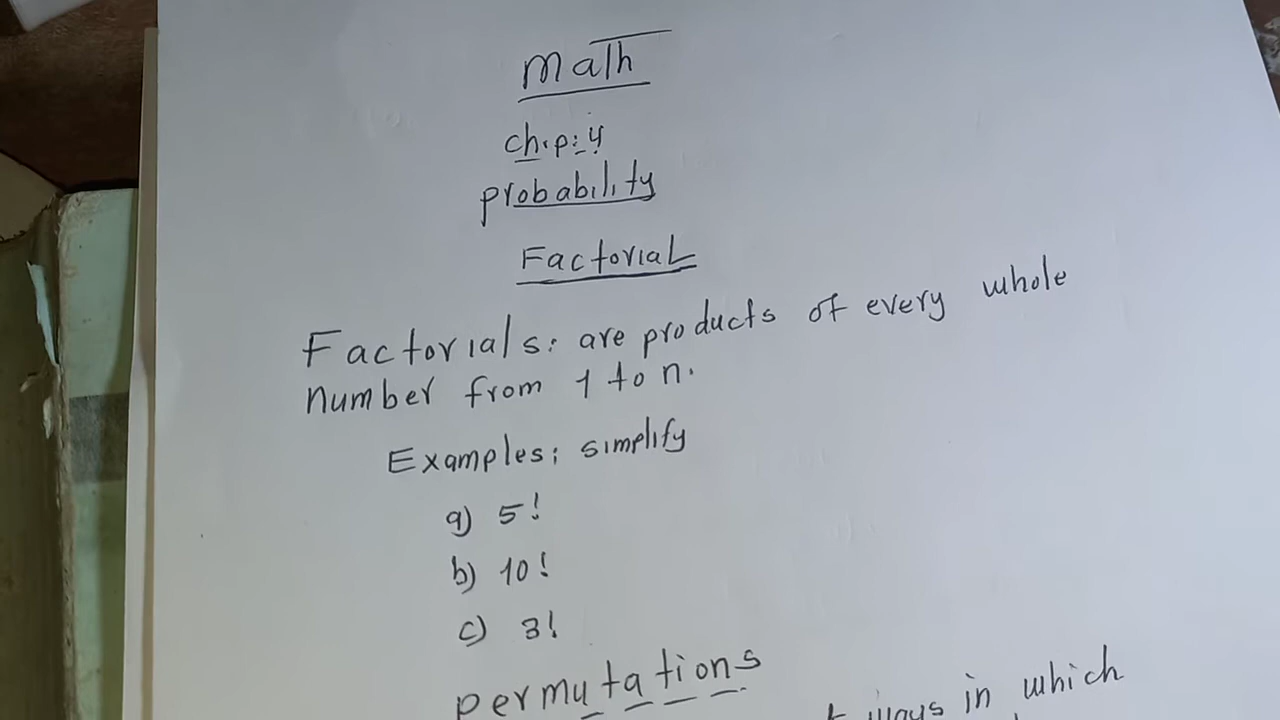 Math
ch.p:4
probability
Factorial
Factorials: are products of every whole
number from 1 to n.
Examples: simplify
a) 5!
b) 10!
c) 3!
permutations
ways in which